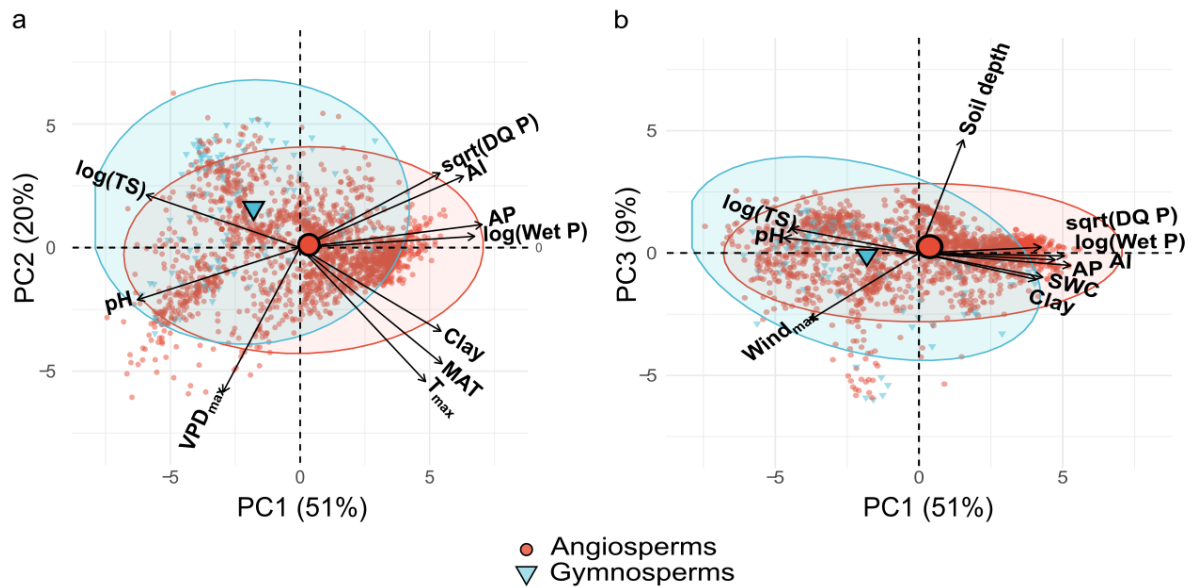 a
b
PC2 (20%)
5
0
−5
−5
0
5
PC1 (51%)
log(TS)
pH
VPDmax
sqrt(DQ P)
AI
AP
log(Wet P)
0
Clay
MAT
Tmax
PC3 (9%)
5
0
−5
−5
0
5
PC1 (51%)
Soil depth
log(TS)
pH
Windmax
sqrt(DQ P)
log(Wet P)
AP AI
SWC
Clay
Angiosperms
Gymnosperms